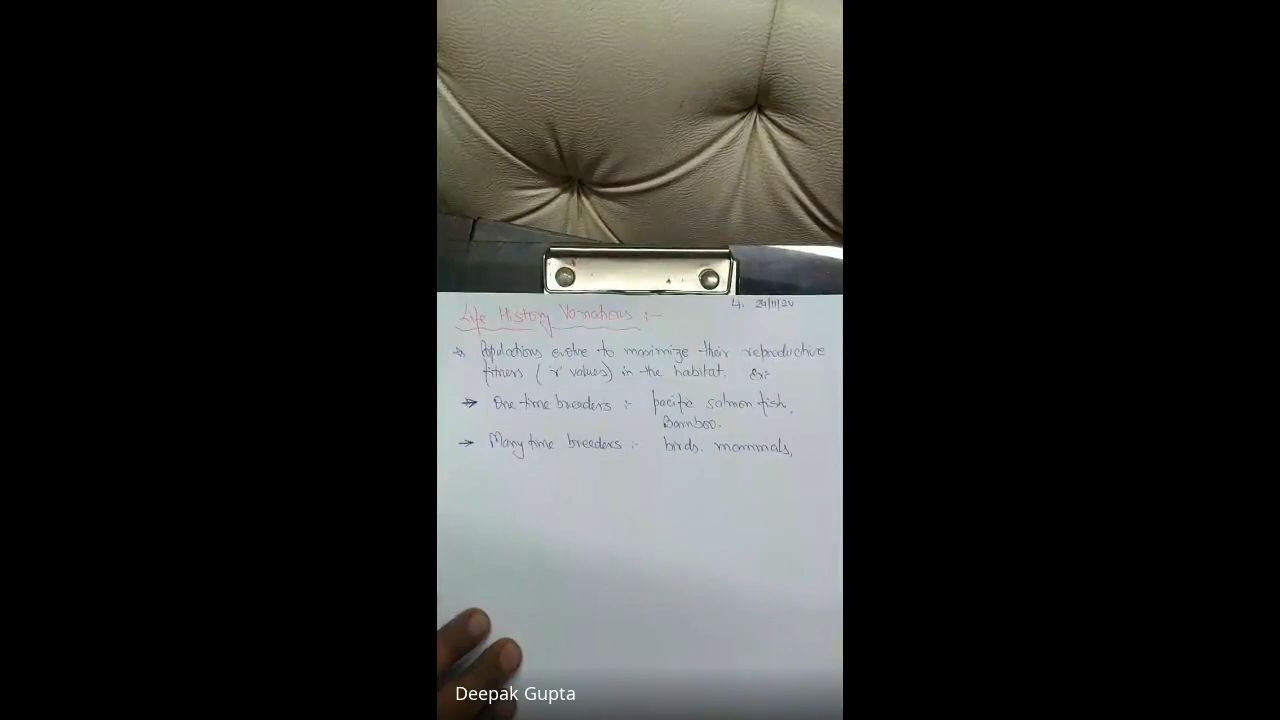 4. 24/11/20
Life History Variations :-
→ Populations evolve to maximize their reproductive
fitness ( 'r' values) in the habitat. Ex:-
→ One time breeders :- pacific salmon fish,
Bamboo.
→ Many time breeders :- birds. mammals,
Deepak Gupta